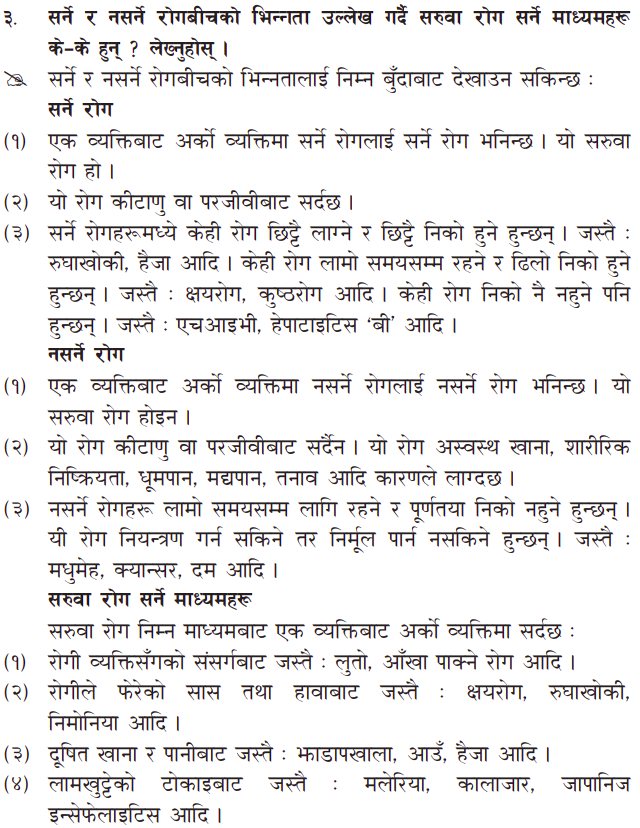 ३. सर्ने र नसर्ने रोगबीचको भिन्नता उल्लेख गर्दै सरुवा रोग सर्ने माध्यमहरू
के-के हुन् ? लेख्नुहोस् ।
सर्ने र नसर्ने रोगबीचको भिन्नतालाई निम्न बुँदाबाट देखाउन सकिन्छ :
सर्ने रोग
(१) एक व्यक्तिबाट अर्को व्यक्तिमा सर्ने रोगलाई सर्ने रोग भनिन्छ । यो सरुवा
रोग हो ।
(२) यो रोग कीटाणु वा परजीवीबाट सर्दछ ।
(३) सर्ने रोगहरूमध्ये केही रोग छिट्टै लाग्ने र छिट्टै निको हुने हुन्छन् । जस्तै :
रुघाखोकी, हैजा आदि । केही रोग लामो समयसम्म रहने र ढिलो निको हुने
हुन्छन् । जस्तै : क्षयरोग, कुष्ठरोग आदि । केही रोग निको नै नहुने पनि
हुन्छन् । जस्तै : एचआइभी, हेपाटाइटिस ‘बी’ आदि ।
नसर्ने रोग
(१) एक व्यक्तिबाट अर्को व्यक्तिमा नसर्ने रोगलाई नसर्ने रोग भनिन्छ । यो
सरुवा रोग होइन ।
(२) यो रोग कीटाणु वा परजीवीबाट सर्दैन । यो रोग अस्वस्थ खाना, शारीरिक
निष्क्रियता, धूमपान, मद्यपान, तनाव आदि कारणले लाग्दछ ।
(३) नसर्ने रोगहरू लामो समयसम्म लागि रहने र पूर्णतया निको नहुने हुन्छन् ।
यी रोग नियन्त्रण गर्न सकिने तर निर्मूल पार्न नसकिने हुन्छन् । जस्तै :
मधुमेह, क्यान्सर, दम आदि ।
सरुवा रोग सर्ने माध्यमहरू
सरुवा रोग निम्न माध्यमबाट एक व्यक्तिबाट अर्को व्यक्तिमा सर्दछ :
(१) रोगी व्यक्तिसँगको संसर्गबाट जस्तै : लुतो, आँखा पाक्ने रोग आदि ।
(२) रोगीले फेरेको सास तथा हावाबाट जस्तै : क्षयरोग, रुघाखोकी,
निमोनिया आदि ।
(३) दूषित खाना र पानीबाट जस्तै : झाडापखाला, आउँ, हैजा आदि ।
(४) लामखुट्टेको टोकाइबाट जस्तै : मलेरिया, कालाजार, जापानिज
इन्सेफेलाइटिस आदि ।